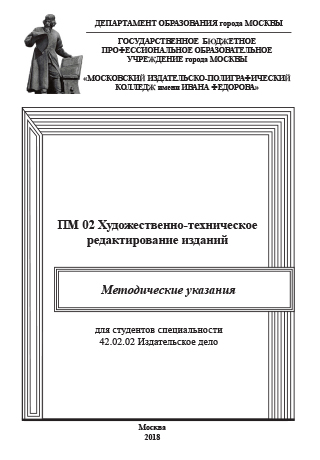 ДЕПАРТАМЕНТ ОБРАЗОВАНИЯ города МОСКВЫ
ГОСУДАРСТВЕННОЕ БЮДЖЕТНОЕ
ПРОФЕССИОНАЛЬНОЕ ОБРАЗОВАТЕЛЬНОЕ
УЧРЕЖДЕНИЕ города МОСКВЫ
«МОСКОВСКИЙ ИЗДАТЕЛЬСКО-ПОЛИГРАФИЧЕСКИЙ
КОЛЛЕДЖ имени ИВАНА ФЕДОРОВА»
ПМ 02 Художественно-техническое
редактирование изданий
Методические указания
для студентов специальности
42.02.02 Издательское дело
Москва
2018